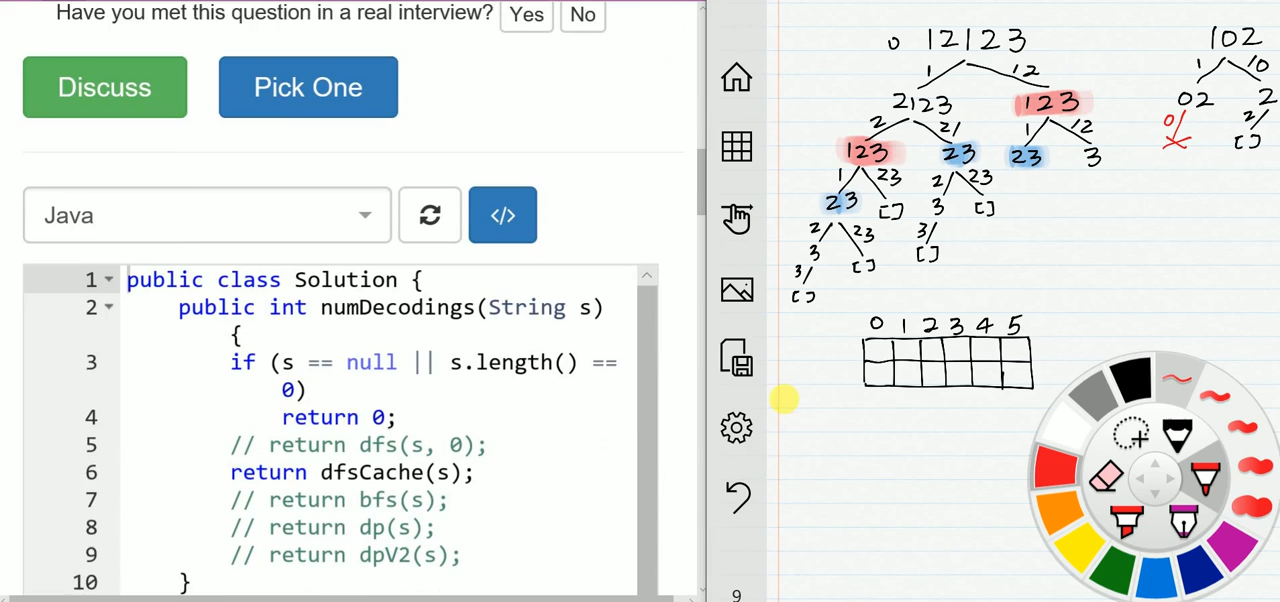 Have you met this question in a real interview? Yes No
Discuss Pick One
Java </>
1 public class Solution {
2 public int numDecodings(String s)
{
3 if (s == null || s.length() ==
0)
4 return 0;
5 // return dfs(s, 0);
6 return dfsCache(s);
7 // return bfs(s);
8 // return dp(s);
9 // return dpV2(s);
10 }
0 12123
1 12
2123 123
2 21 1 12
123 23 23 3
1 23 2 23
23 [] 3 []
2 23 3
3 [] []
3
[]
102
1 10
02 2
0 2
x []
0 1 2 3 4 5
9